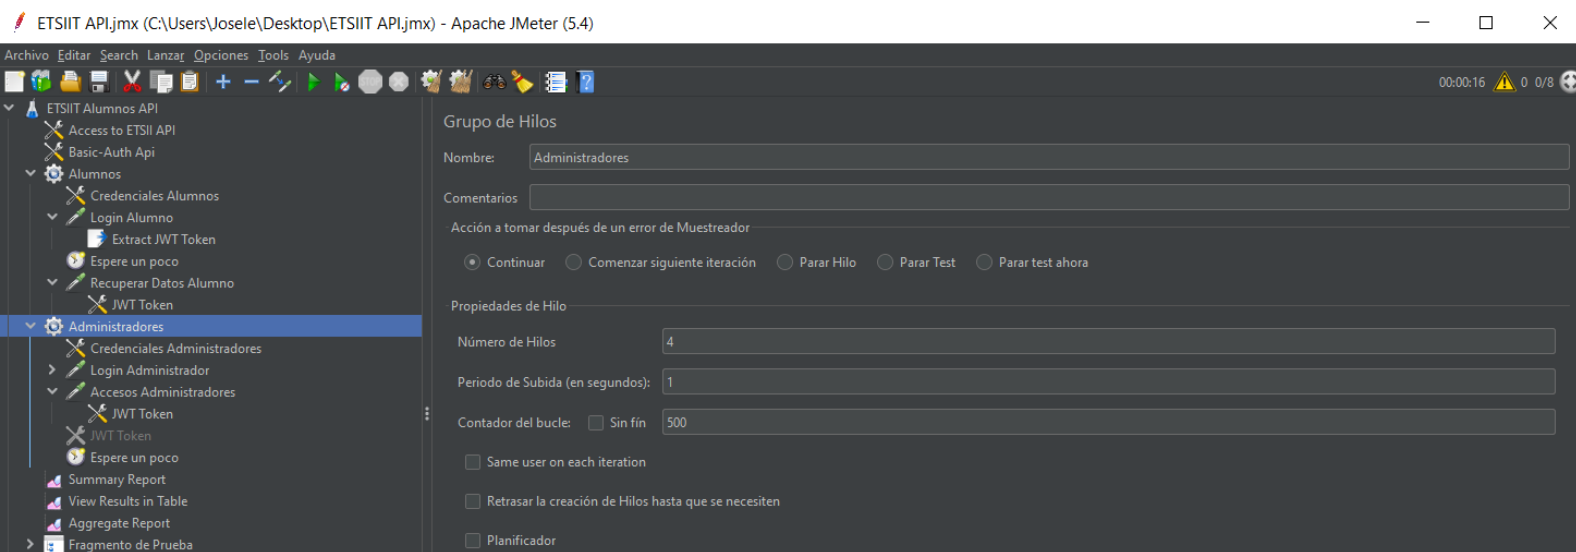 ETSIIT API.jmx (C:\Users\Josele\Desktop\ETSIIT API.jmx) - Apache JMeter (5.4)
Archivo Editar Search Lanzar Opciones Tools Ayuda
STOP 00:00:16 0 0/8
ETSIIT Alumnos API
Access to ETSII API
Basic-Auth Api
Alumnos
Credenciales Alumnos
Login Alumno
Extract JWT Token
Espere un poco
Recuperar Datos Alumno
JWT Token
Administradores
Credenciales Administradores
Login Administrador
Accesos Administradores
JWT Token
JWT Token
Espere un poco
Summary Report
View Results in Table
Aggregate Report
Fragmento de Prueba
Grupo de Hilos
Nombre: Administradores
Comentarios
Acción a tomar después de un error de Muestreador
Continuar Comenzar siguiente iteración Parar Hilo Parar Test Parar test ahora
Propiedades de Hilo
Número de Hilos 4
Periodo de Subida (en segundos): 1
Contador del bucle: Sin fín 500
Same user on each iteration
Retrasar la creación de Hilos hasta que se necesiten
Planificador